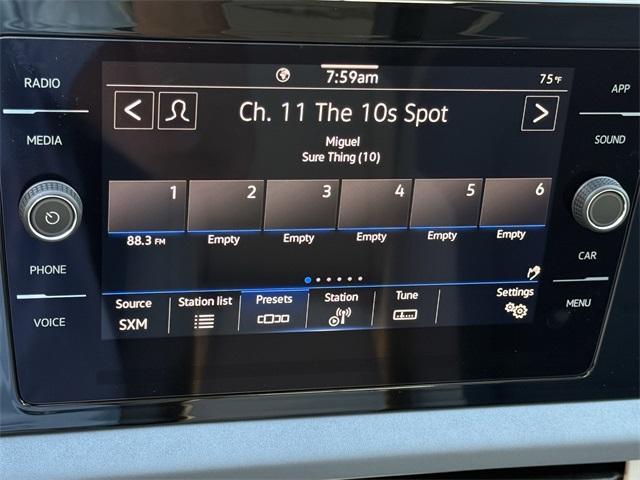 7:59am
75°F
RADIO
MEDIA
PHONE
VOICE
Ch. 11 The 10s Spot
Miguel
Sure Thing (10)
1
2
3
4
5
6
88.3 FM
Empty
Empty
Empty
Empty
Empty
Source
SXM
Station list
Presets
Station
Tune
Settings
APP
SOUND
CAR
MENU